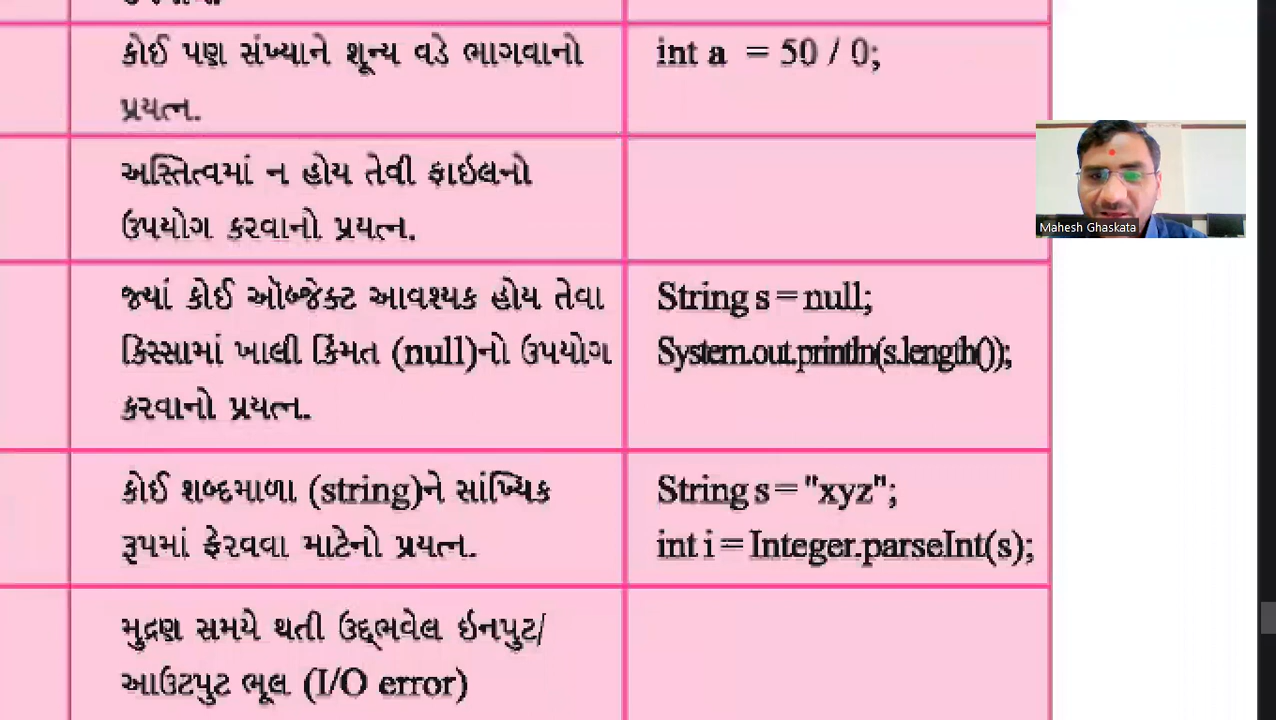 કોઈ પણ સંખ્યાને શૂન્ય વડે ભાગવાનો
પ્રયત્ન.
int a = 50 / 0;
અસ્તિત્વમાં ન હોય તેવી ફાઇલનો
ઉપયોગ કરવાનો પ્રયત્ન.
Mahesh Ghaskata
જ્યાં કોઈ ઑબ્જેક્ટ આવશ્યક હોય તેવા
કિસ્સામાં ખાલી કિંમત (null)નો ઉપયોગ
કરવાનો પ્રયત્ન.
String s = null;
System.out.println(s.length());
કોઈ શબ્દમાળા (string)ને સાંખ્યિક
રૂપમાં ફેરવવા માટેનો પ્રયત્ન.
String s = "xyz";
int i = Integer.parseInt(s);
મુદ્રણ સમયે થતી ઉદ્ભવેલ ઇનપુટ/
આઉટપુટ ભૂલ (I/O error)